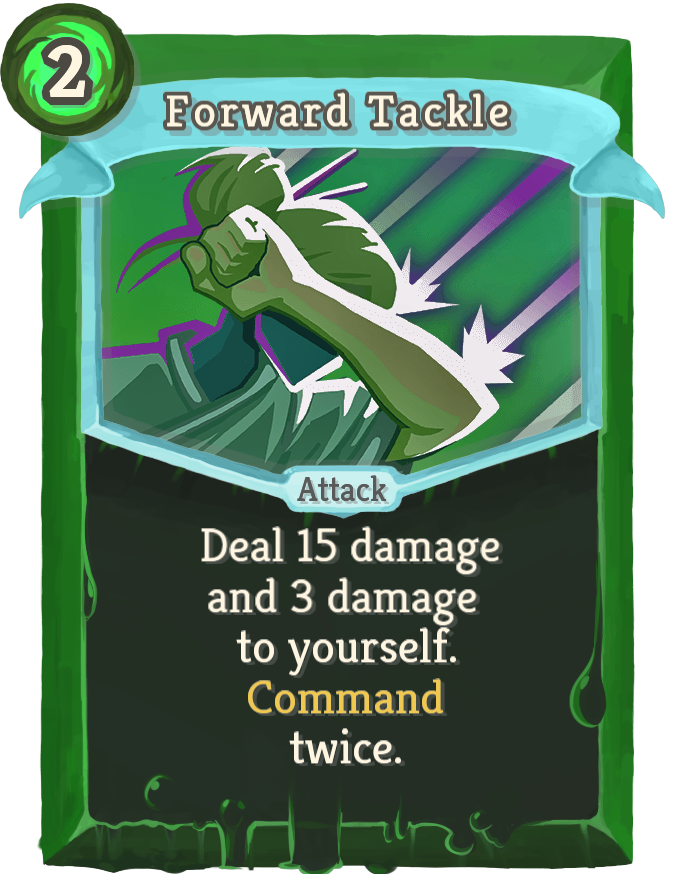 2
Forward Tackle
Attack
Deal 15 damage
and 3 damage
to yourself.
Command
twice.